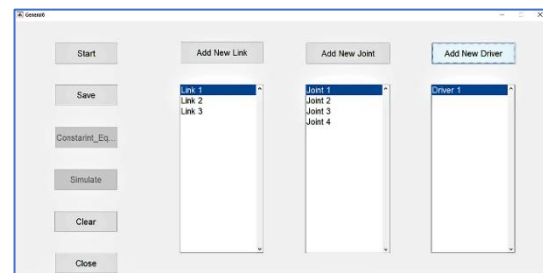 General6
Start
Save
Constarint_Eq...
Simulate
Clear
Close
Add New Link
Link 1
Link 2
Link 3
Add New Joint
Joint 1
Joint 2
Joint 3
Joint 4
Add New Driver
Driver 1